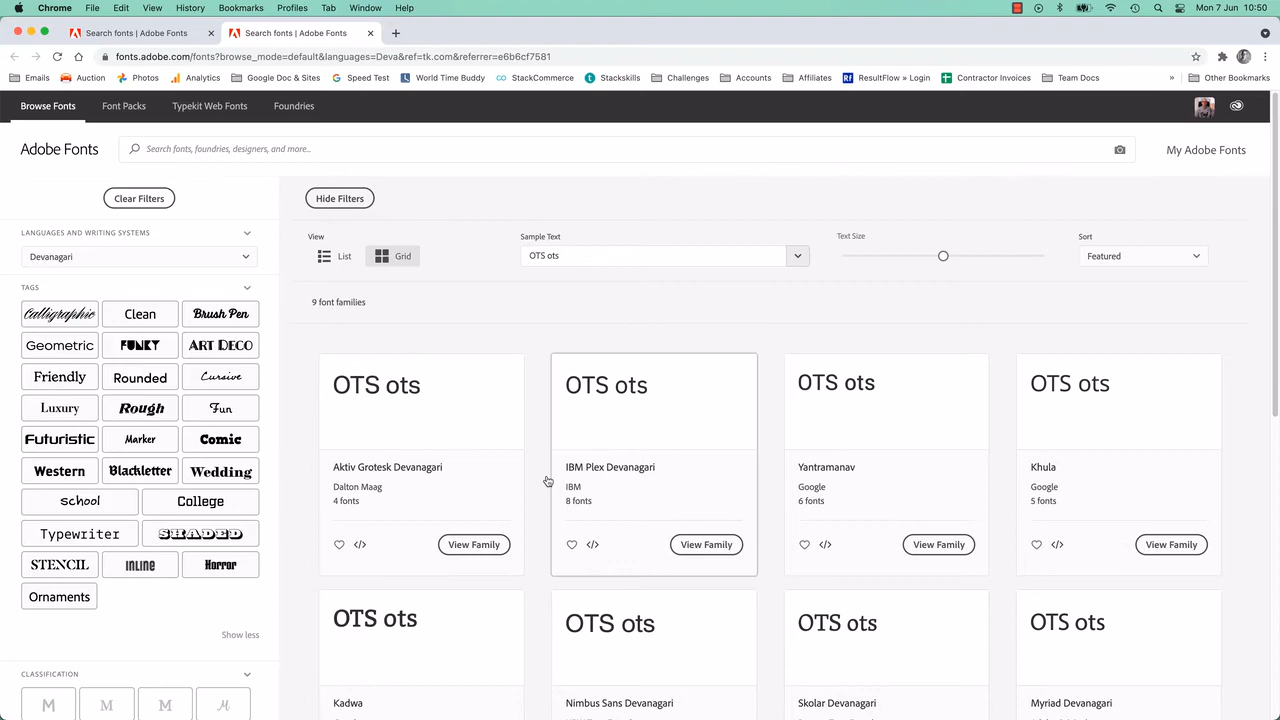 Chrome File Edit View History Bookmarks Profiles Tab Window Help Mon 7 Jun 10:50
Search fonts | Adobe Fonts Search fonts | Adobe Fonts
fonts.adobe.com/fonts?browse_mode=default&languages=Deva&ref=tk.com&referrer=e6b6cf7581
Emails Auction Photos Analytics Google Doc & Sites Speed Test World Time Buddy StackCommerce Stackskills Challenges Accounts Affiliates ResultFlow » Login Contractor Invoices Team Docs » Other Bookmarks
Browse Fonts Font Packs Typekit Web Fonts Foundries
Adobe Fonts Search fonts, foundries, designers, and more... My Adobe Fonts
Clear Filters Hide Filters
LANGUAGES AND WRITING SYSTEMS
Devanagari
View Sample Text Text Size Sort
List Grid OTS ots Featured
TAGS
9 font families
Calligraphic Clean Brush Pen
Geometric FUNKY ART DECO
Friendly Rounded Cursive
Luxury Rough Fun
Futuristic Marker Comic
Western Blackletter Wedding
School College
Typewriter SHADED
STENCIL INLINE Horror
Ornaments
Show less
CLASSIFICATION
M M M M
OTS ots OTS ots OTS ots OTS ots
Aktiv Grotesk Devanagari IBM Plex Devanagari Yantramanav Khula
Dalton Maag IBM Google Google
4 fonts 8 fonts 6 fonts 5 fonts
View Family View Family View Family View Family
OTS ots OTS ots OTS ots OTS ots
Kadwa Nimbus Sans Devanagari Skolar Devanagari Myriad Devanagari